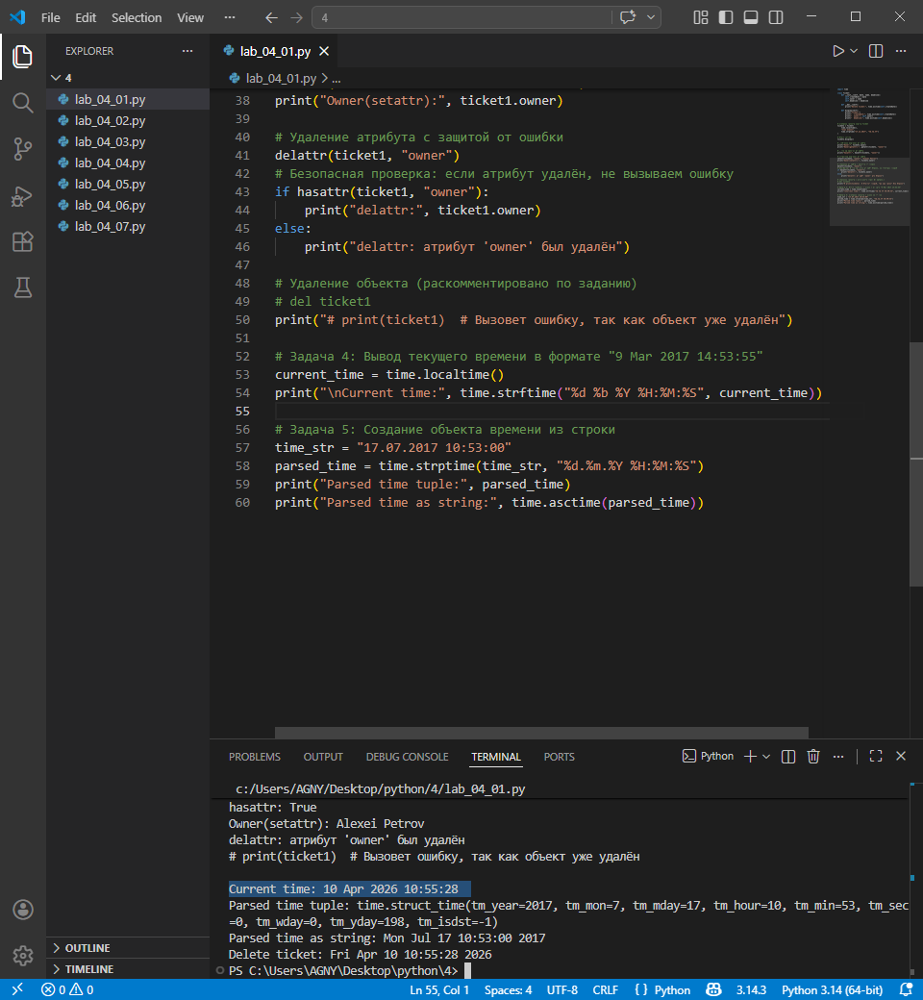 File Edit Selection View ··· 4
EXPLORER ···
4
lab_04_01.py
lab_04_02.py
lab_04_03.py
lab_04_04.py
lab_04_05.py
lab_04_06.py
lab_04_07.py
OUTLINE
TIMELINE
lab_04_01.py
lab_04_01.py > ...
38 print("Owner(setattr):", ticket1.owner)
39
40 # Удаление атрибута с защитой от ошибки
41 delattr(ticket1, "owner")
42 # Безопасная проверка: если атрибут удалён, не вызываем ошибку
43 if hasattr(ticket1, "owner"):
44     print("delattr:", ticket1.owner)
45 else:
46     print("delattr: атрибут 'owner' был удалён")
47
48 # Удаление объекта (раскомментировано по заданию)
49 # del ticket1
50 print("# print(ticket1)  # Вызовет ошибку, так как объект уже удалён")
51
52 # Задача 4: Вывод текущего времени в формате "9 Mar 2017 14:53:55"
53 current_time = time.localtime()
54 print("\nCurrent time:", time.strftime("%d %b %Y %H:%M:%S", current_time))
55
56 # Задача 5: Создание объекта времени из строки
57 time_str = "17.07.2017 10:53:00"
58 parsed_time = time.strptime(time_str, "%d.%m.%Y %H:%M:%S")
59 print("Parsed time tuple:", parsed_time)
60 print("Parsed time as string:", time.asctime(parsed_time))
PROBLEMS OUTPUT DEBUG CONSOLE TERMINAL PORTS Python
c:/Users/AGNY/Desktop/python/4/lab_04_01.py
hasattr: True
Owner(setattr): Alexei Petrov
delattr: атрибут 'owner' был удалён
# print(ticket1)  # Вызовет ошибку, так как объект уже удалён
Current time: 10 Apr 2026 10:55:28
Parsed time tuple: time.struct_time(tm_year=2017, tm_mon=7, tm_mday=17, tm_hour=10, tm_min=53, tm_sec
=0, tm_wday=0, tm_yday=198, tm_isdst=-1)
Parsed time as string: Mon Jul 17 10:53:00 2017
Delete ticket: Fri Apr 10 10:55:28 2026
PS C:\Users\AGNY\Desktop\python\4>
0 0 Ln 55, Col 1 Spaces: 4 UTF-8 CRLF { } Python 3.14.3 Python 3.14 (64-bit)